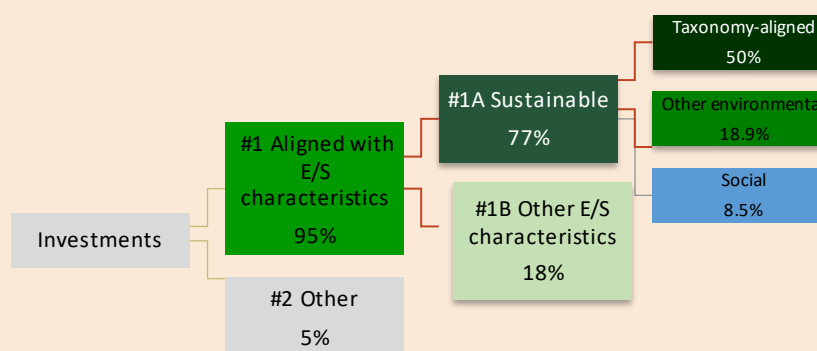 Investments
#1 Aligned with
E/S
characteristics
95%
#2 Other
5%
#1A Sustainable
77%
#1B Other E/S
characteristics
18%
Taxonomy-aligned
50%
Other environmenta
18.9%
Social
8.5%